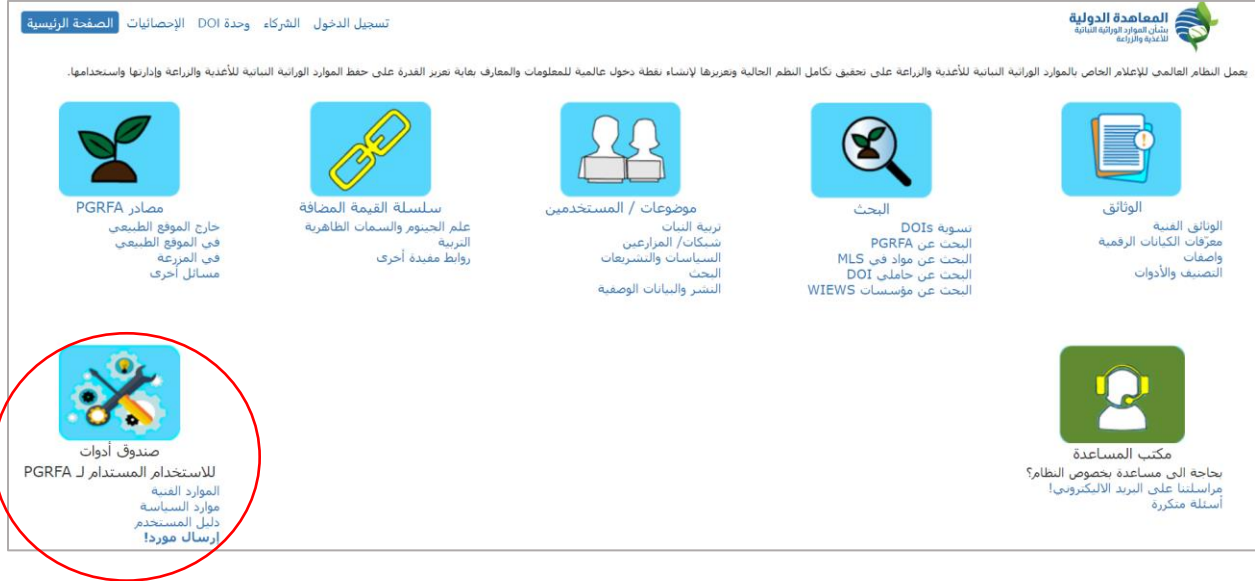 المعاهدة الدولية
بشأن الموارد الوراثية النباتية
للأغذية والزراعة
الصفحة الرئيسية
الإحصائيات
وحدة DOI
الشركاء
تسجيل الدخول
يعمل النظام العالمي للإعلام الخاص بالموارد الوراثية النباتية للأغذية والزراعة على تحقيق تكامل النظم الحالية وتعزيزها لإنشاء نقطة دخول عالمية للمعلومات والمعارف بغاية تعزيز القدرة على حفظ الموارد الوراثية النباتية للأغذية والزراعة وإدارتها واستخدامها.
الوثائق
الوثائق الفنية
معرّفات الكيانات الرقمية
واصفات
التصنيف والأدوات
البحث
تسوية DOIs
البحث عن PGRFA
البحث عن مواد في MLS
البحث عن حاملي DOI
البحث عن مؤسسات WIEWS
موضوعات / المستخدمين
تربية النبات
شبكات/ المزارعين
السياسات والتشريعات
البحث
النشر والبيانات الوصفية
سلسلة القيمة المضافة
علم الجينوم والسمات الظاهرية
التربية
روابط مفيدة أخرى
مصادر PGRFA
خارج الموقع الطبيعي
في الموقع الطبيعي
في المزرعة
مسائل أخرى
مكتب المساعدة
بحاجة الى مساعدة بخصوص النظام؟
مراسلتنا على البريد الاليكتروني!
أسئلة متكررة
صندوق أدوات
للاستخدام المستدام لـ PGRFA
الموارد الفنية
موارد السياسة
دليل المستخدم
إرسال مورد!